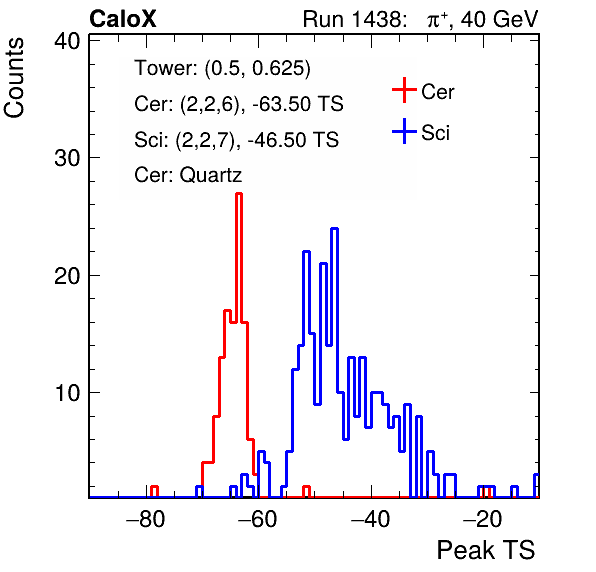 CaloX Run 1438: π+, 40 GeV
Counts
40
30
20
10
Tower: (0.5, 0.625)
Cer: (2,2,6), -63.50 TS
Sci: (2,2,7), -46.50 TS
Cer: Quartz
Cer
Sci
−80 −60 −40 −20
Peak TS